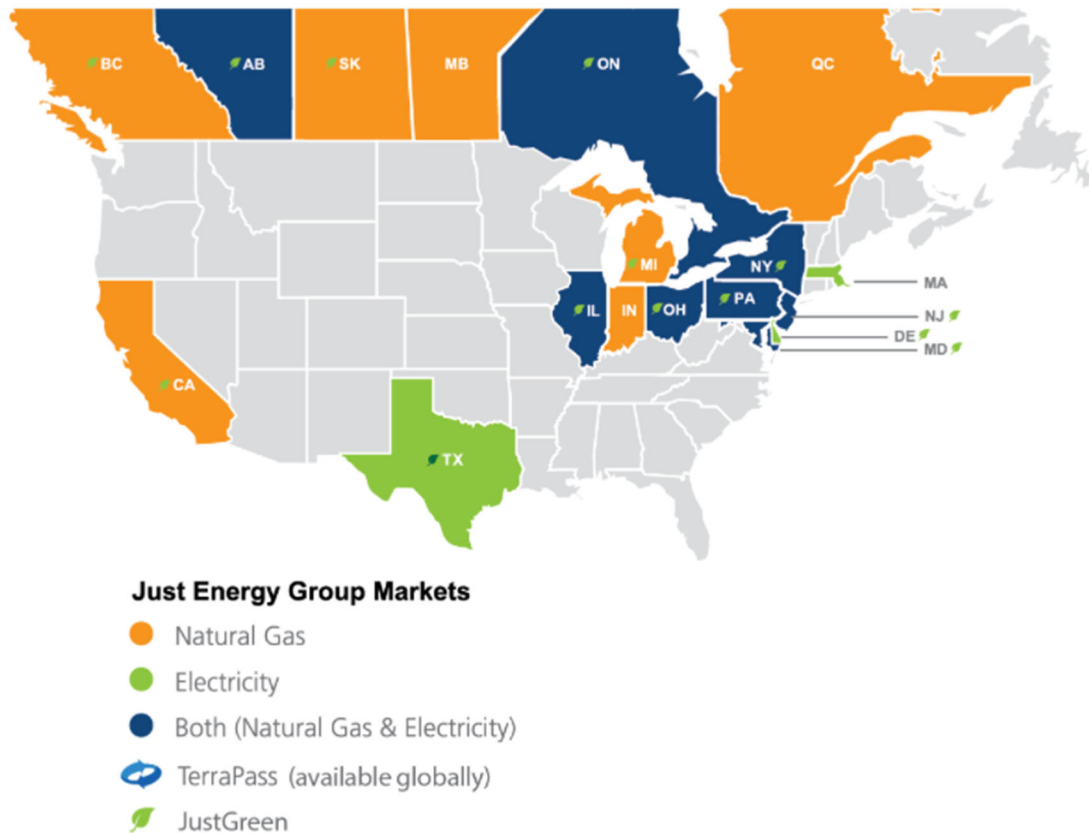 BC AB SK MB ON QC
MI
NY
MA
IL IN OH PA
NJ
DE
MD
CA
TX
Just Energy Group Markets
Natural Gas
Electricity
Both (Natural Gas & Electricity)
TerraPass (available globally)
JustGreen